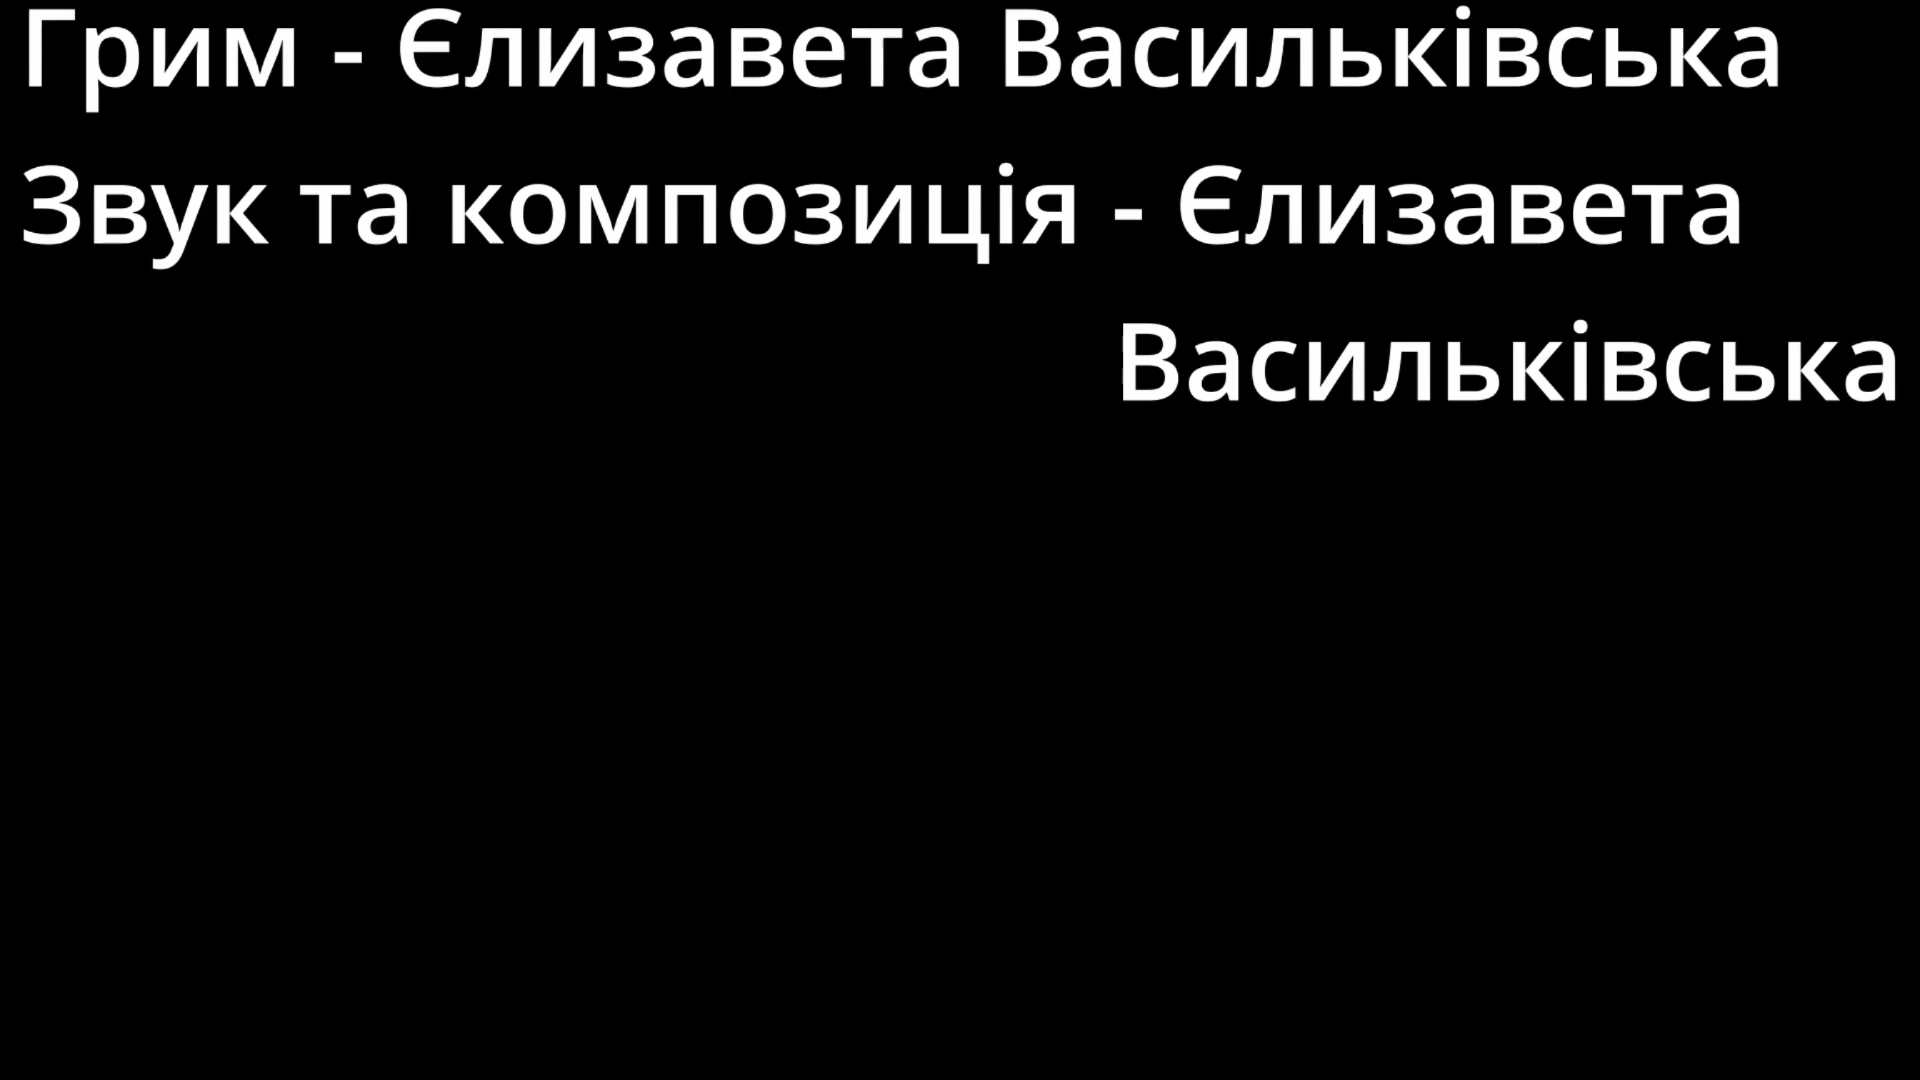 Грим - Єлизавета Васильківська
Звук та композиція - Єлизавета
Васильківська